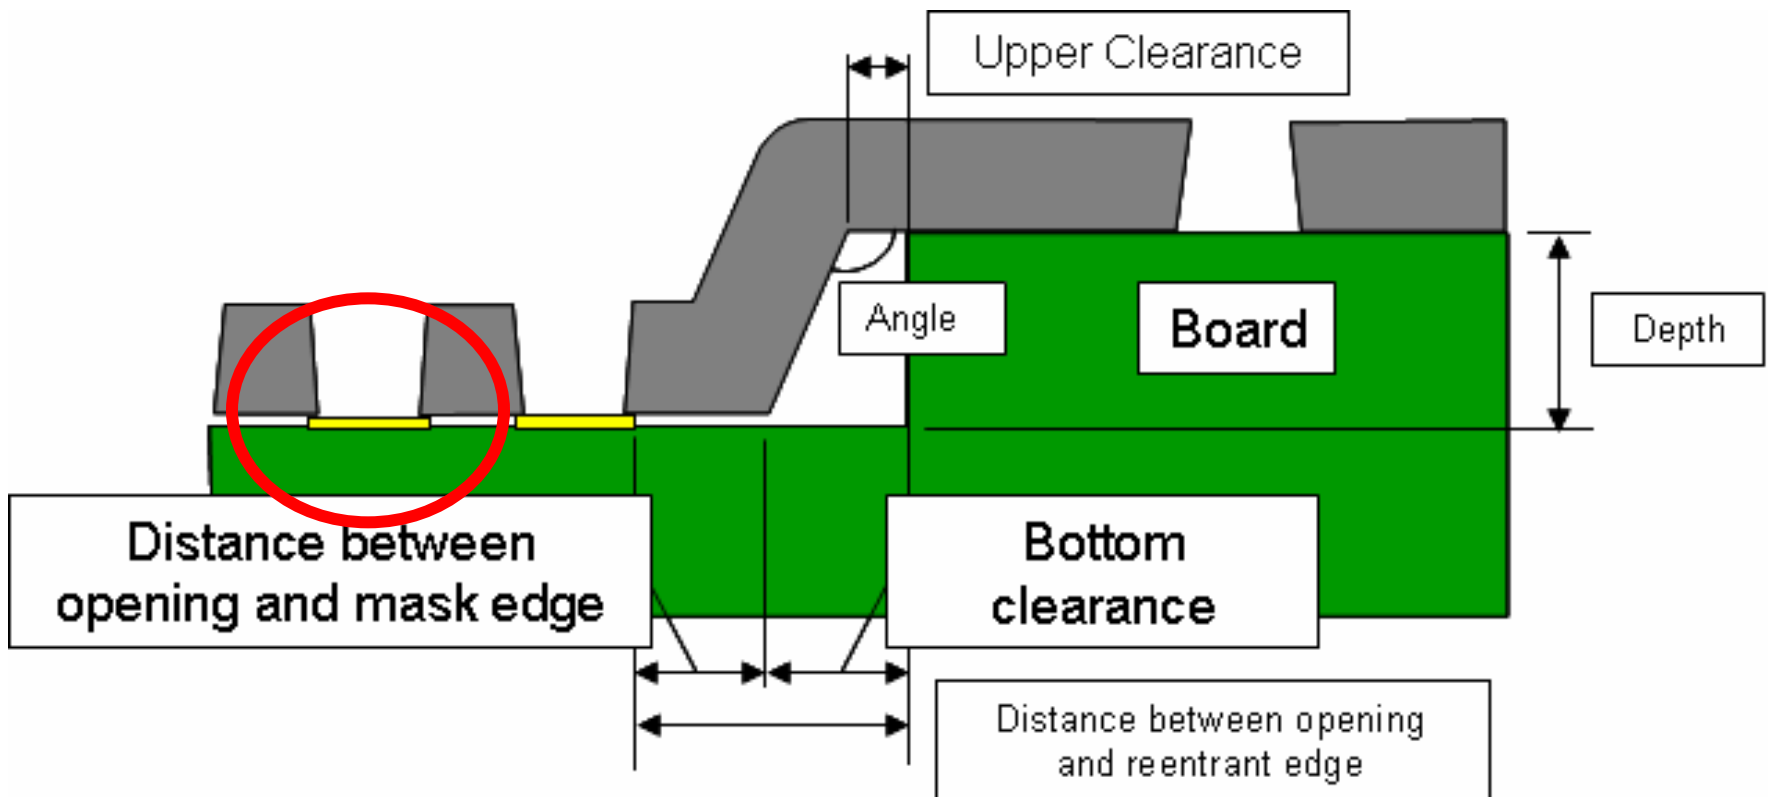 Upper Clearance
Angle
Board
Depth
Distance between
opening and mask edge
Bottom
clearance
Distance between opening
and reentrant edge